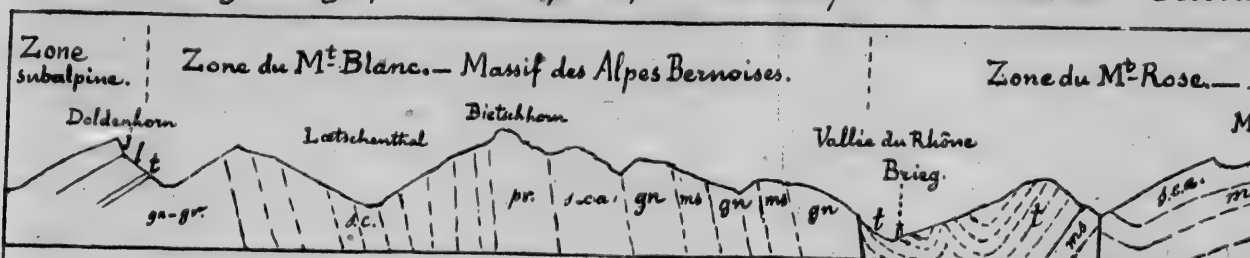 Zone
subalpine.
Zone du Mt. Blanc. — Massif des Alpes Bernoises.
Zone du Mt. Rose. —
Doldenhorn
Lœtschenthal
Bietschhorn
Vallée du Rhône
Brieg.
M
j l t
gn-gr.
s.c.
pr. s.c.a. gn ms gn ms gn
t t ms
s.c.a. m